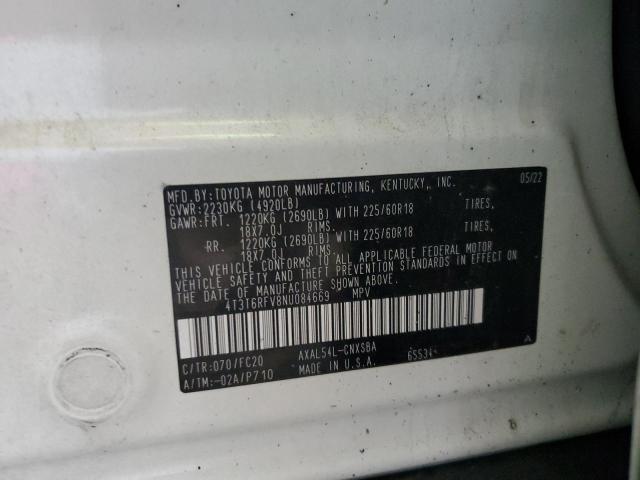 MFD. BY: TOYOTA MOTOR MANUFACTURING, KENTUCKY, INC. 05/22
GVWR: 2230KG (4920LB)
GAWR: FRT. 1220KG (2690LB) WITH 225/60R18 TIRES,
18X7.0J RIMS.
RR. 1220KG (2690LB) WITH 225/60R18 TIRES,
18X7.0J RIMS.
THIS VEHICLE CONFORMS TO ALL APPLICABLE FEDERAL MOTOR
VEHICLE SAFETY AND THEFT PREVENTION STANDARDS IN EFFECT ON
THE DATE OF MANUFACTURE SHOWN ABOVE.
4T3T6RFV8NU084669 MPV
C/TR: 070/FC20 AXAL54L-CNXSBA 65534
A/TM: -02A/P710 MADE IN U.S.A. A